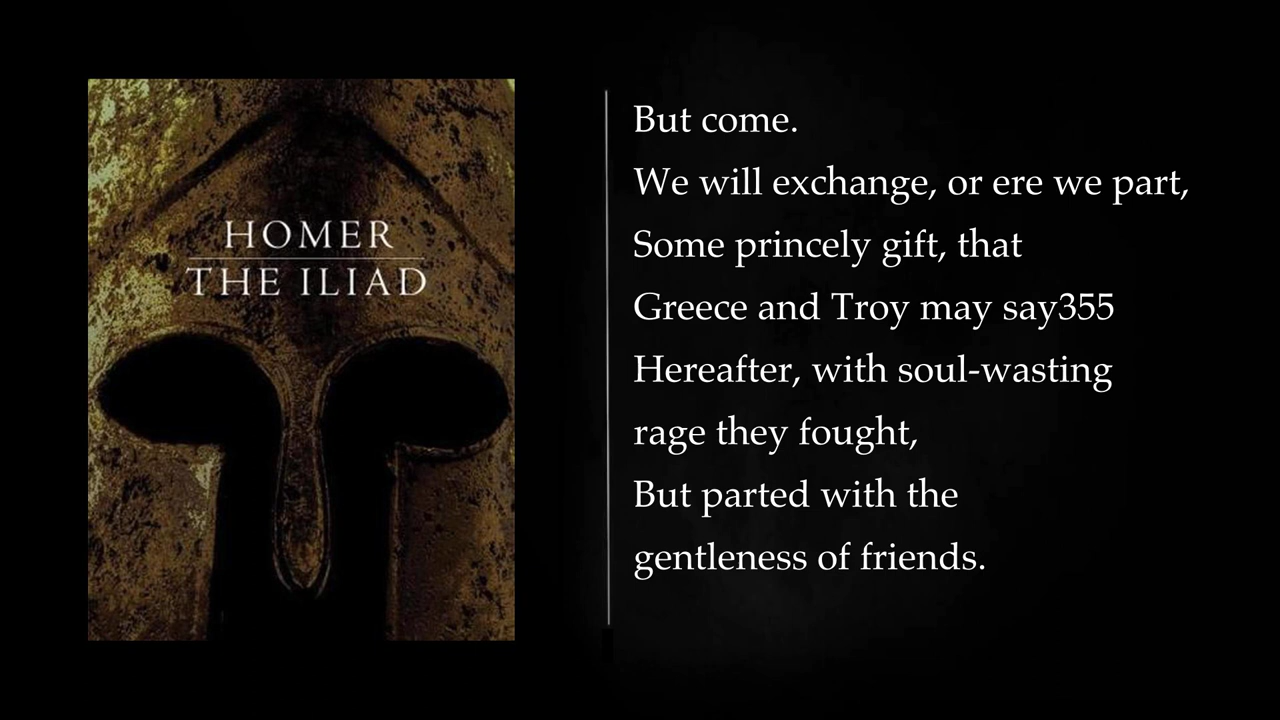 HOMER
THE ILIAD
But come.
We will exchange, or ere we part,
Some princely gift, that
Greece and Troy may say355
Hereafter, with soul-wasting
rage they fought,
But parted with the
gentleness of friends.